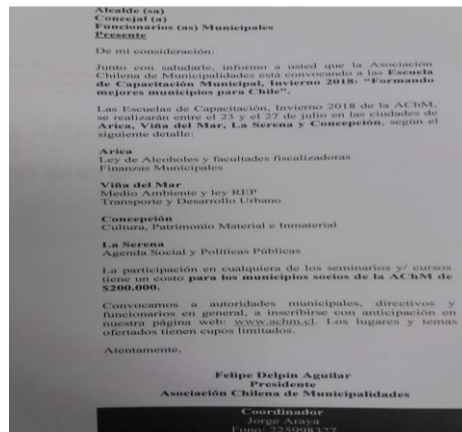 Alcalde (sa)
Concejal (a)
Funcionarios (as) Municipales
Presente
De mi consideración:
Junto con saludarle, informo a usted que la Asociación
Chilena de Municipalidades está convocando a las Escuela
de Capacitación Municipal, Invierno 2018: "Formando
mejores municipios para Chile".
Las Escuelas de Capacitación, Invierno 2018 de la AChM,
se realizarán entre el 23 y el 27 de julio en las ciudades de
Arica, Viña del Mar, La Serena y Concepción, según el
siguiente detalle:
Arica
Ley de Alcoholes y facultades fiscalizadoras
Finanzas Municipales
Viña del Mar
Medio Ambiente y ley REP
Transporte y Desarrollo Urbano
Concepción
Cultura, Patrimonio Material e Inmaterial
La Serena
Agenda Social y Políticas Públicas
La participación en cualquiera de los seminarios y/ cursos
tiene un costo para los municipios socios de la AChM de
$200.000.
Convocamos a autoridades municipales, directivos y
funcionarios en general, a inscribirse con anticipación en
nuestra página web: www.achm.cl. Los lugares y temas
ofertados tienen cupos limitados.
Atentamente,
Felipe Delpin Aguilar
Presidente
Asociación Chilena de Municipalidades
Coordinador
Jorge Araya
Fono: 225998327